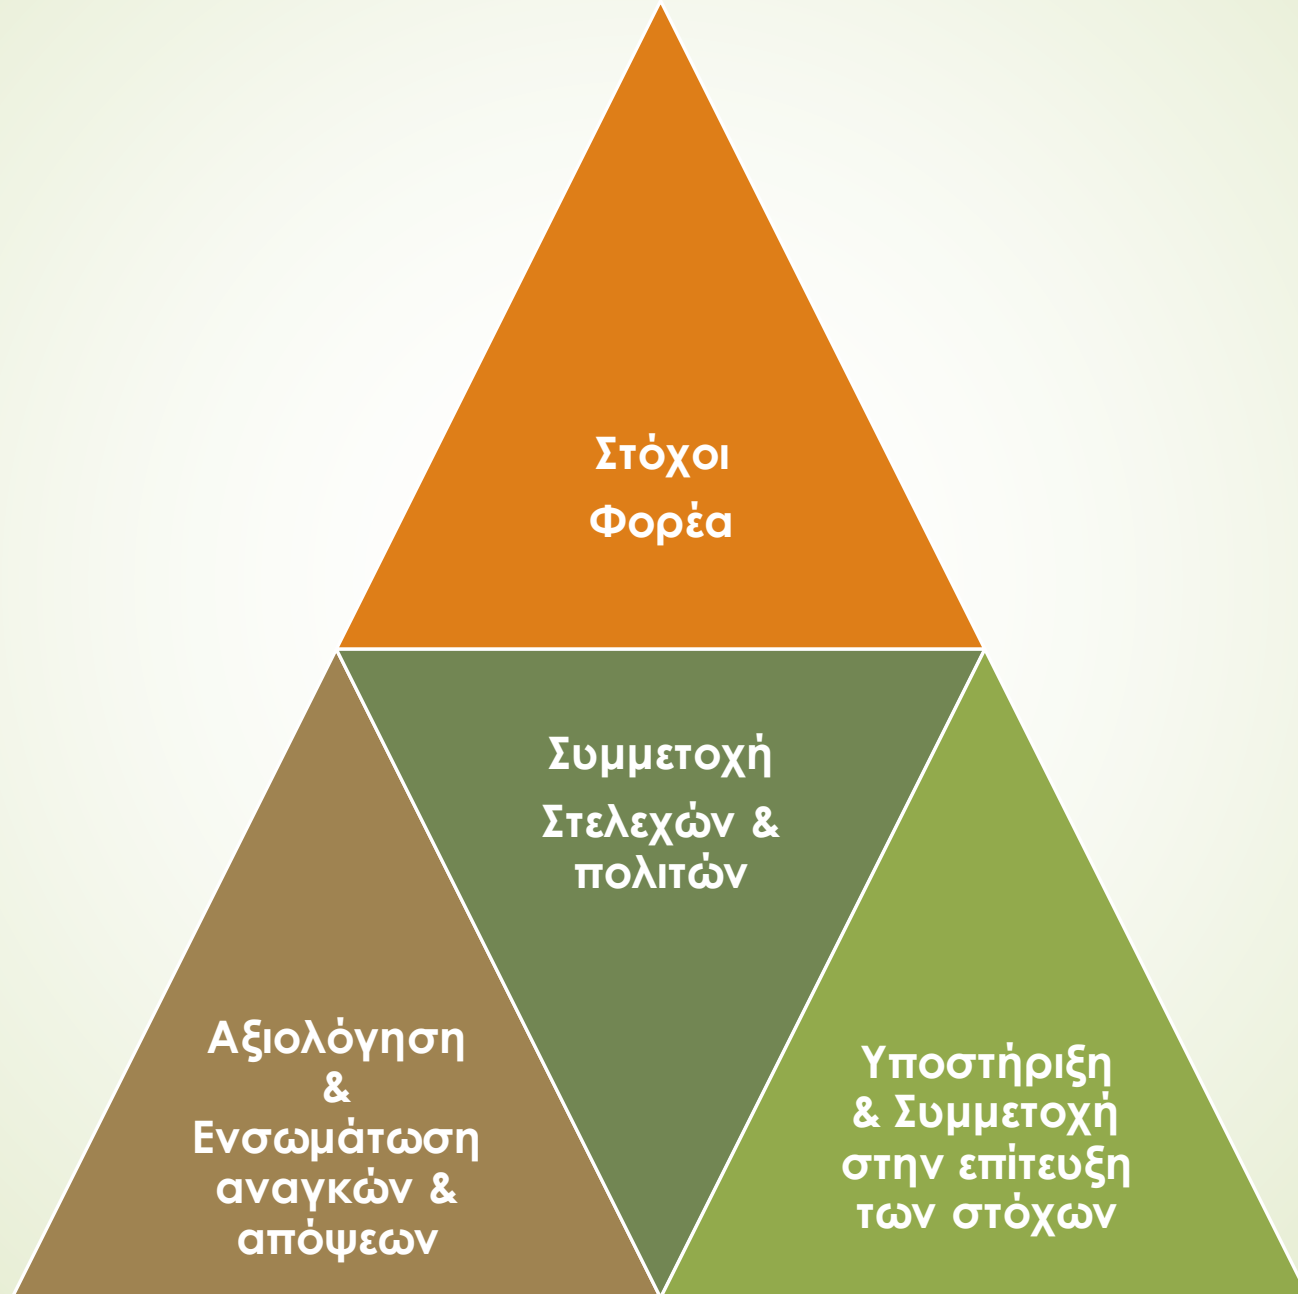 Στόχοι
Φορέα
Συμμετοχή
Στελεχών &
πολιτών
Αξιολόγηση
&
Ενσωμάτωση
αναγκών &
απόψεων
Υποστήριξη
& Συμμετοχή
στην επίτευξη
των στόχων